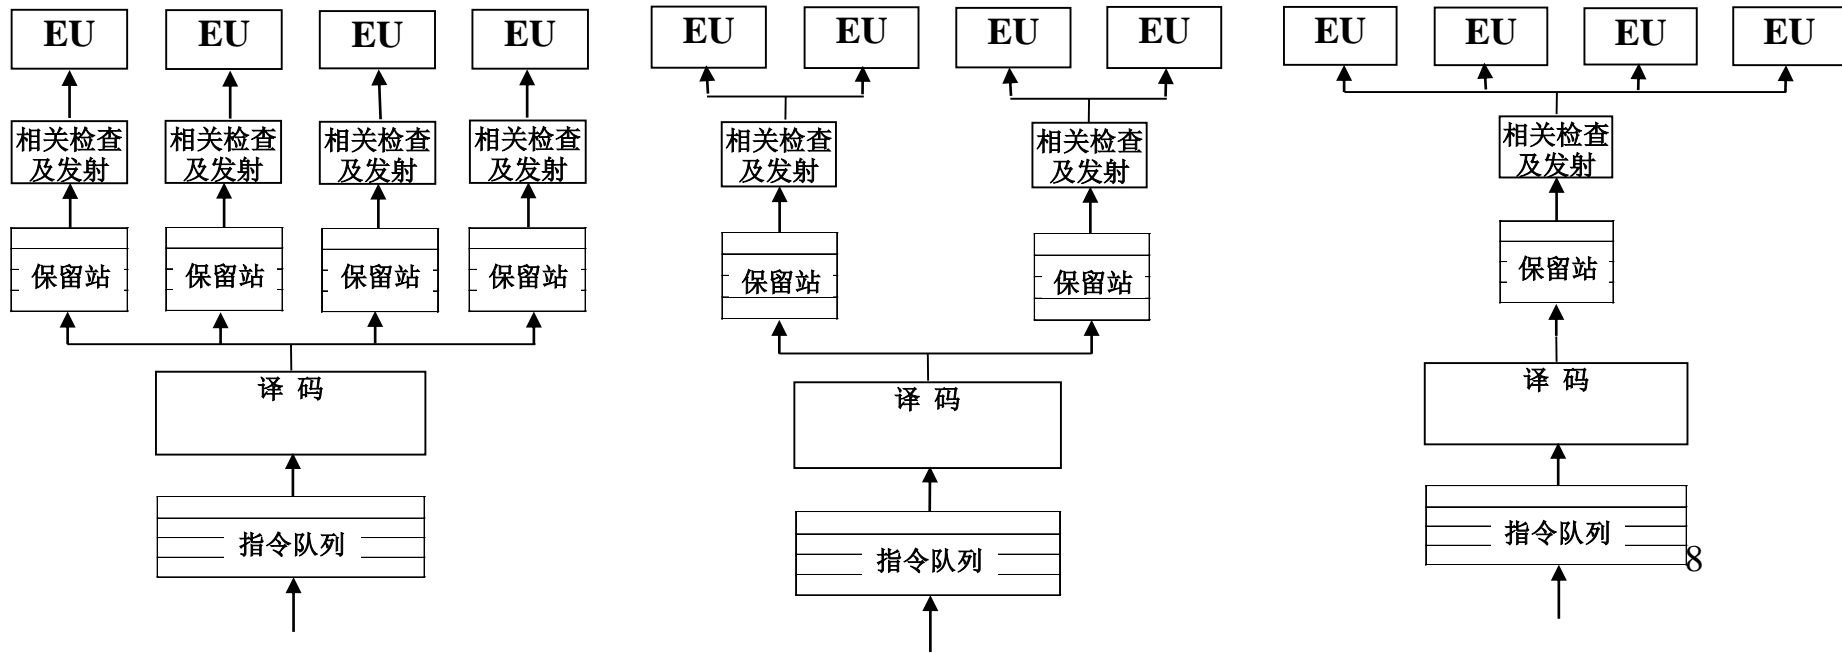 EU
EU
EU
EU
相关检查
及发射
相关检查
及发射
相关检查
及发射
相关检查
及发射
保留站
保留站
保留站
保留站
译 码
指令队列
EU
EU
EU
EU
相关检查
及发射
相关检查
及发射
保留站
保留站
译 码
指令队列
EU
EU
EU
EU
相关检查
及发射
保留站
译 码
指令队列
8